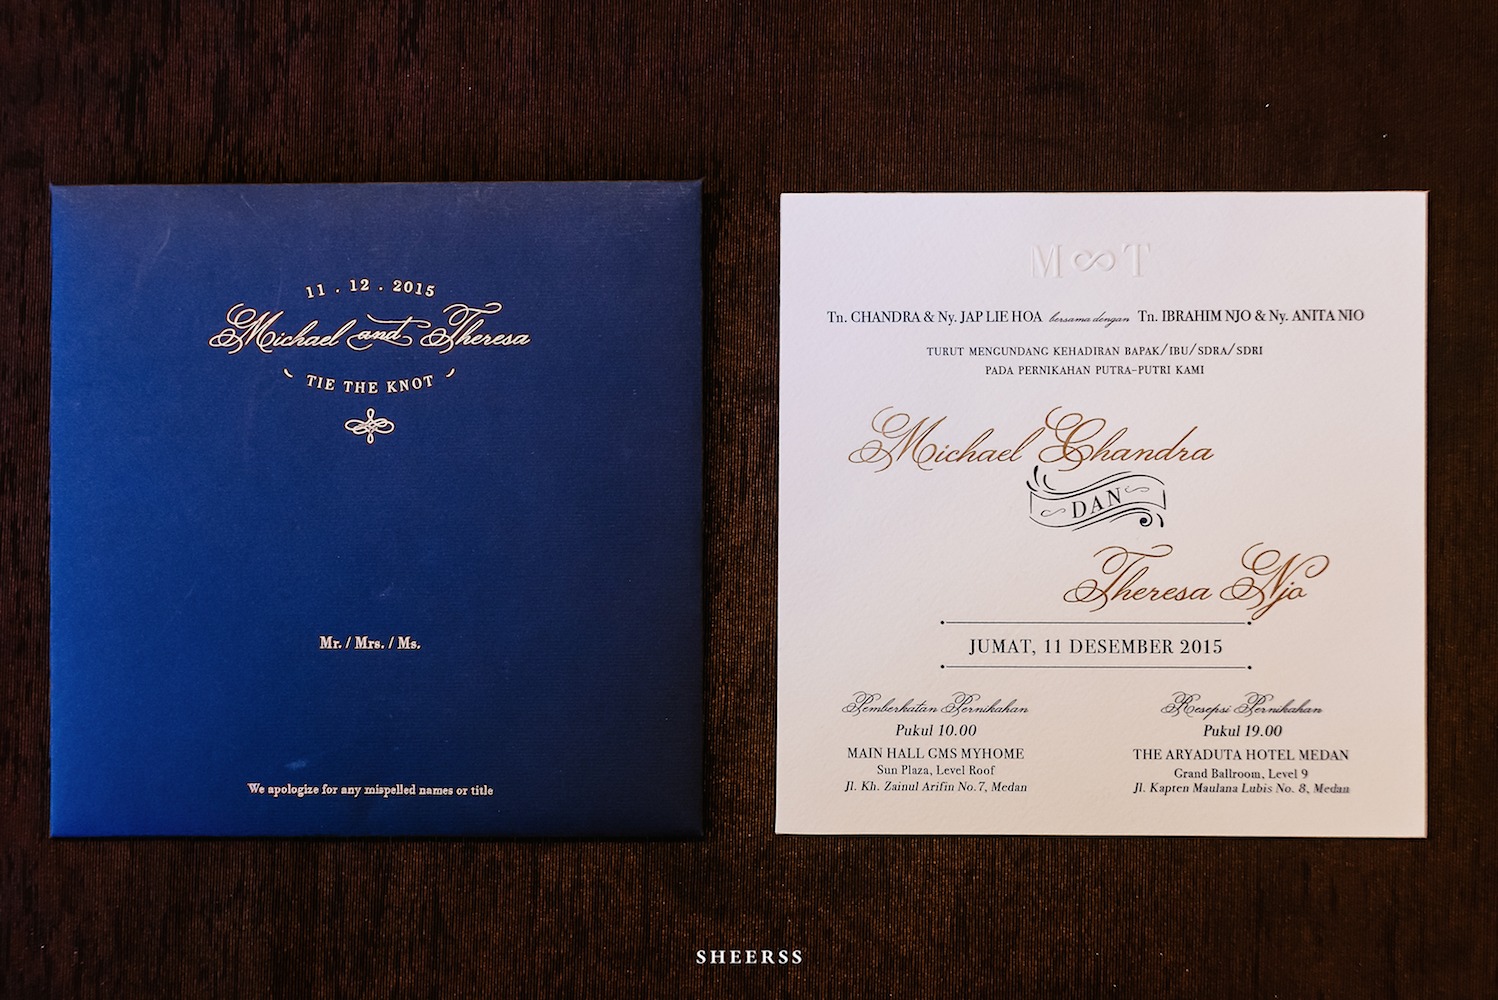 11 . 12 . 2015
Michael and Theresa
TIE THE KNOT
Mr. / Mrs. / Ms.
We apologize for any mispelled names or title
M∞T
Tn. CHANDRA & Ny. JAP LIE HOA bersama dengan Tn. IBRAHIM NJO & Ny. ANITA NIO
TURUT MENGUNDANG KEHADIRAN BAPAK/IBU/SDRA/SDRI
PADA PERNIKAHAN PUTRA-PUTRI KAMI
Michael Chandra
DAN
Theresa Njo
JUMAT, 11 DESEMBER 2015
Pemberkatan Pernikahan
Pukul 10.00
MAIN HALL GMS MYHOME
Sun Plaza, Level Roof
Jl. Kh. Zainul Arifin No.7, Medan
Resepsi Pernikahan
Pukul 19.00
THE ARYADUTA HOTEL MEDAN
Grand Ballroom, Level 9
Jl. Kapten Maulana Lubis No. 8, Medan
SHEERSS